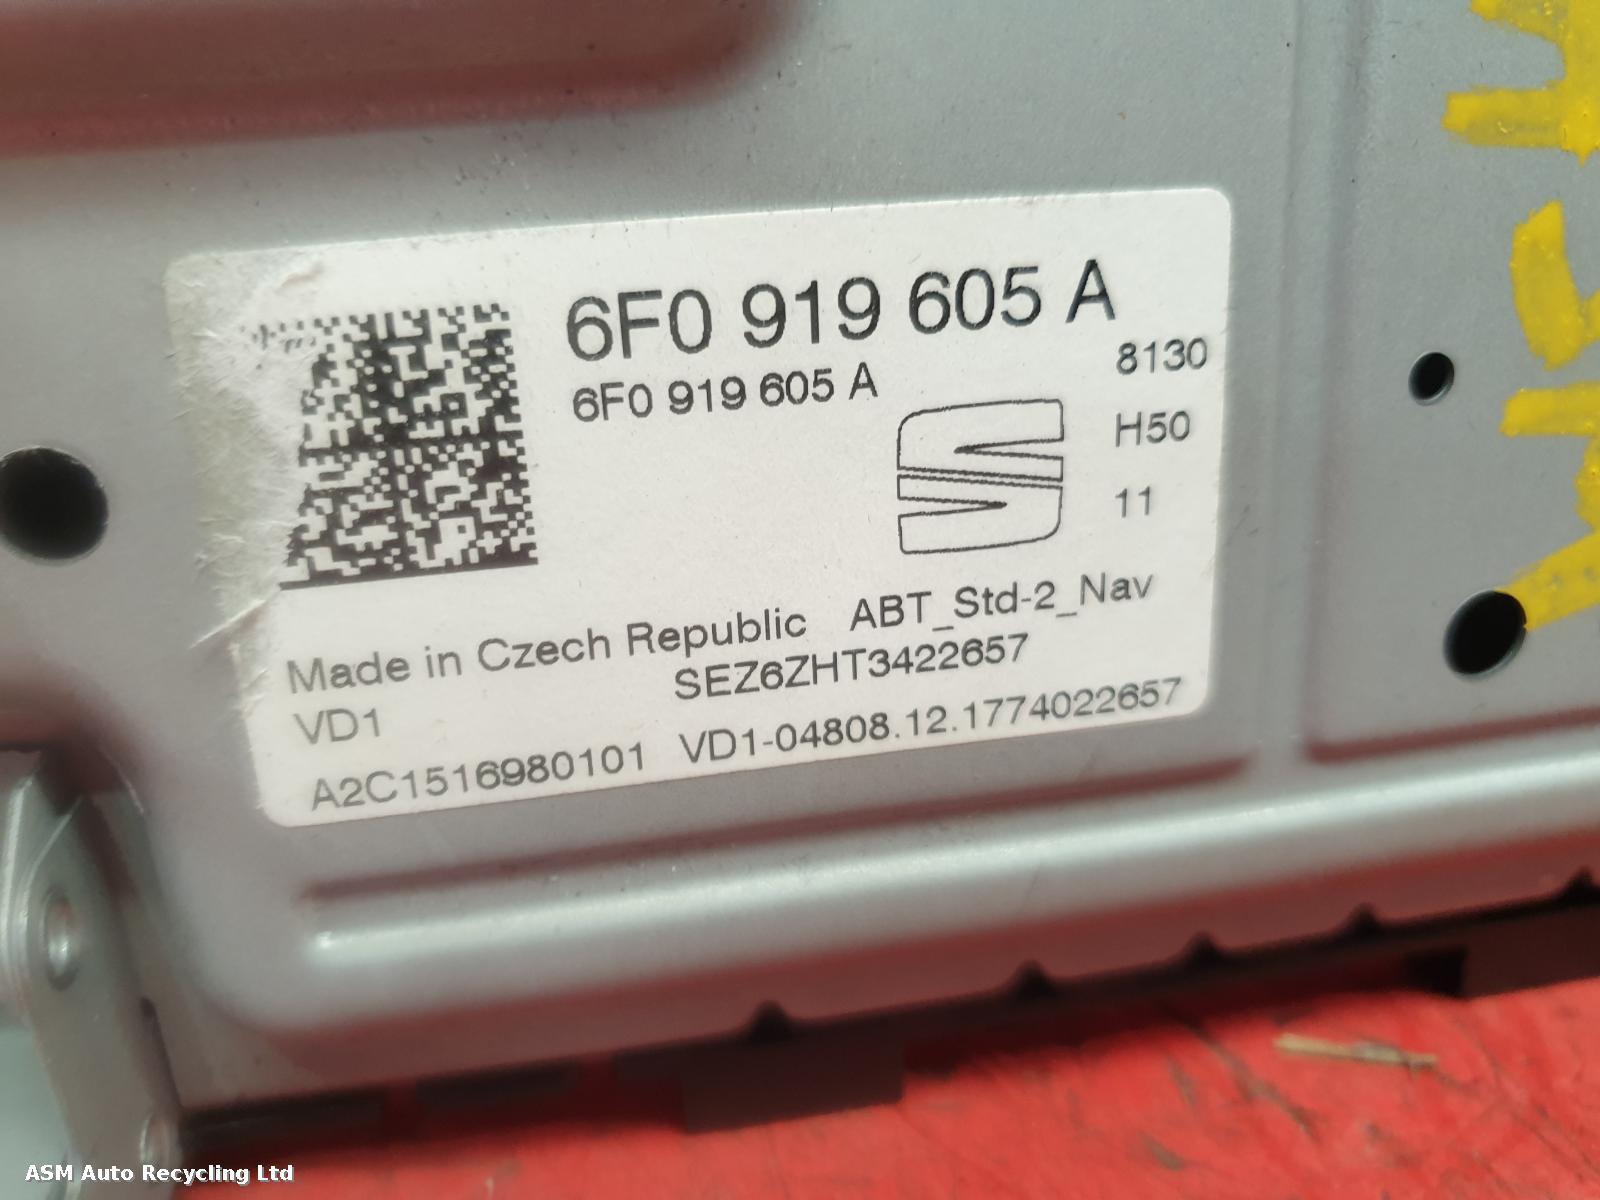 6F0 919 605 A
6F0 919 605 A
8130
H50
11
Made in Czech Republic ABT_Std-2_Nav
VD1 SEZ6ZHT3422657
A2C1516980101 VD1-04808.12.1774022657
ASM Auto Recycling Ltd